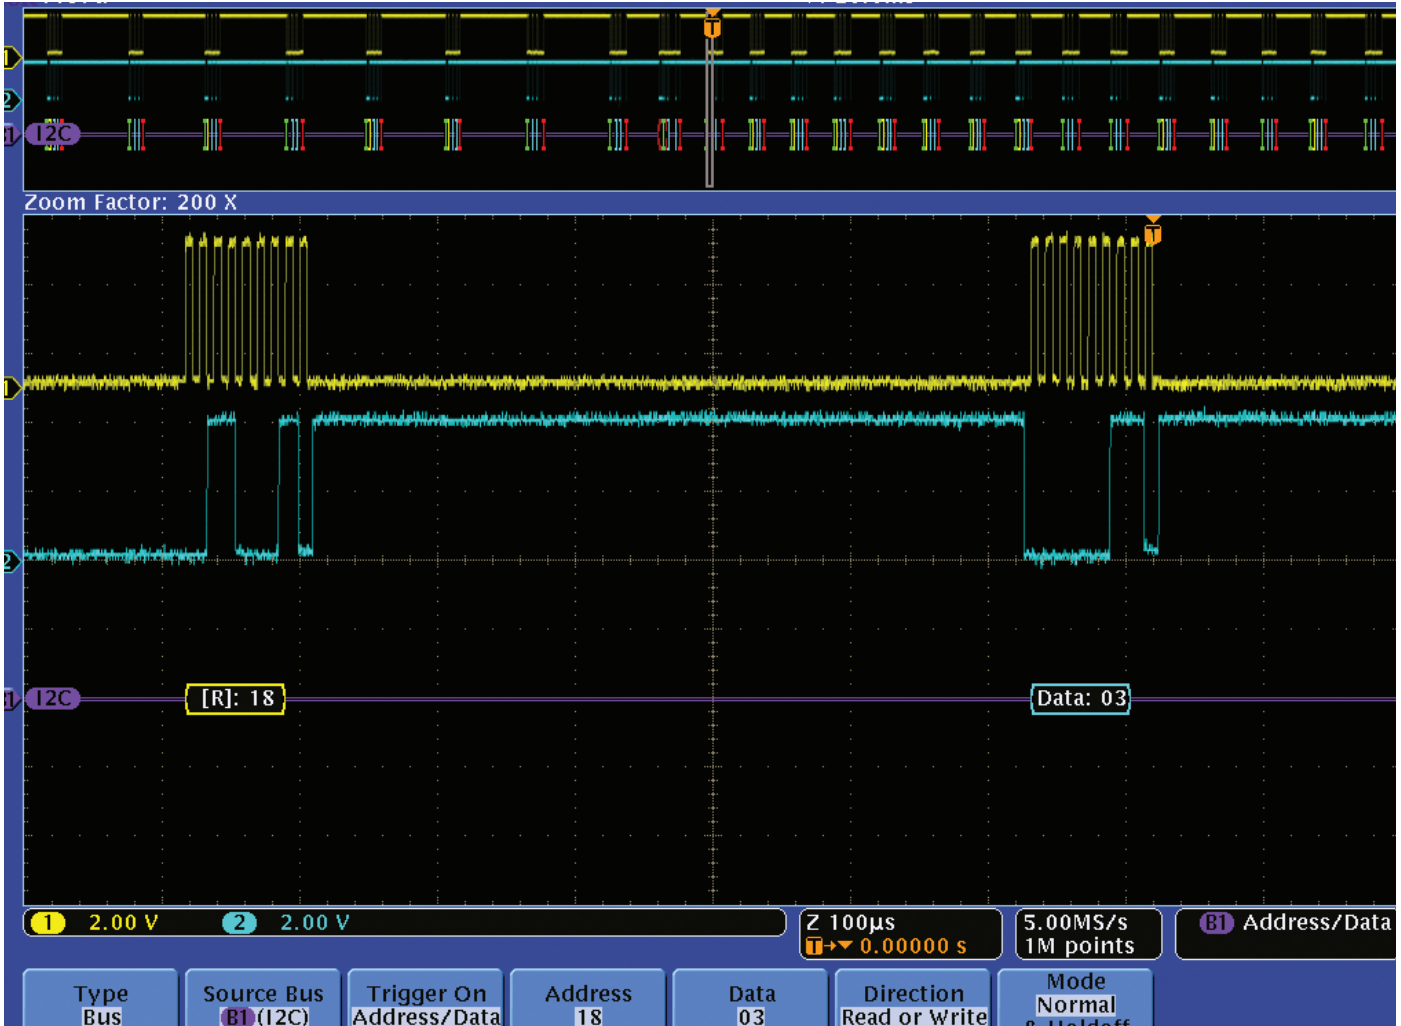 T
1
2
B1 I2C
Zoom Factor: 200 X
T
1
2
B1 I2C [R]: 18 Data: 03
1 2.00 V 2 2.00 V Z 100µs 5.00MS/s B1 Address/Data
T→▼ 0.00000 s 1M points
Type Source Bus Trigger On Address Data Direction Mode
Bus B1 (I2C) Address/Data 18 03 Read or Write Normal
& Holdoff